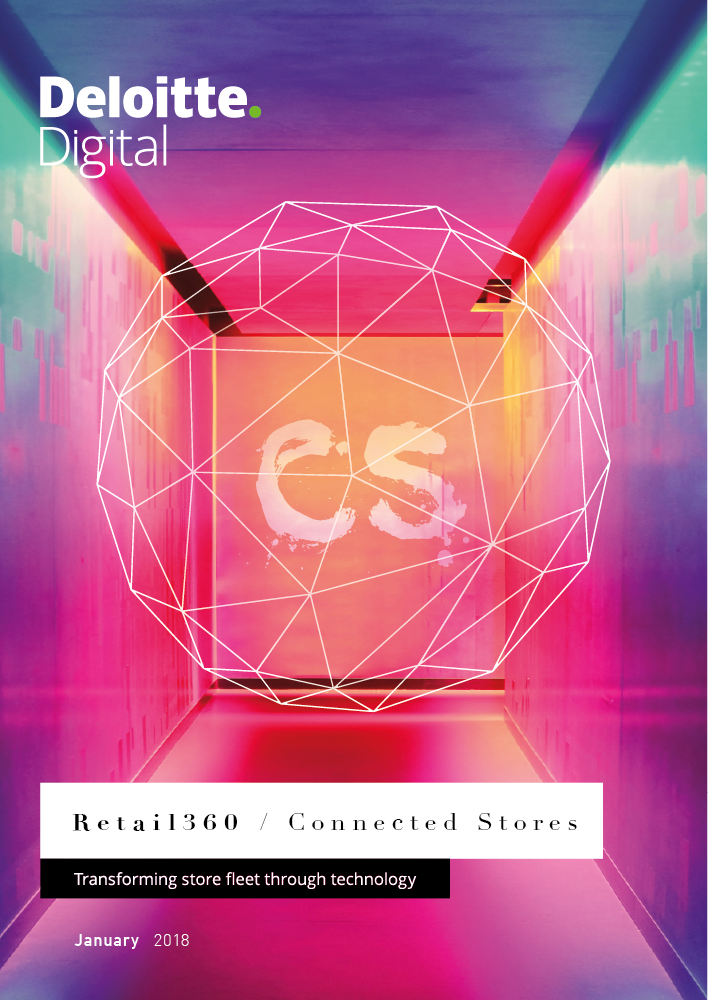 Deloitte.
Digital
CS
Retail360 / Connected Stores
Transforming store fleet through technology
January 2018